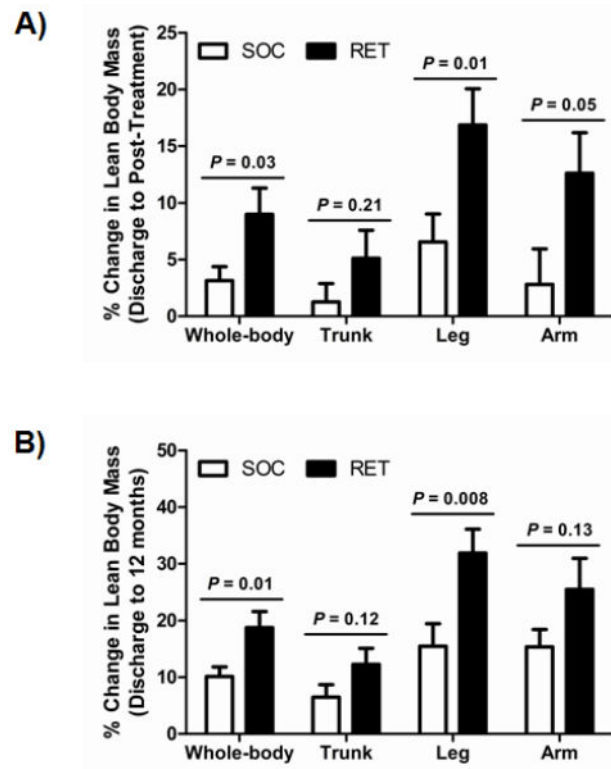 A)
% Change in Lean Body Mass
(Discharge to Post-Treatment)
25
20
15
10
5
0
SOC RET
P = 0.03
P = 0.21
P = 0.01
P = 0.05
Whole-body Trunk Leg Arm
B)
% Change in Lean Body Mass
(Discharge to 12 months)
50
40
30
20
10
0
SOC RET
P = 0.01
P = 0.12
P = 0.008
P = 0.13
Whole-body Trunk Leg Arm